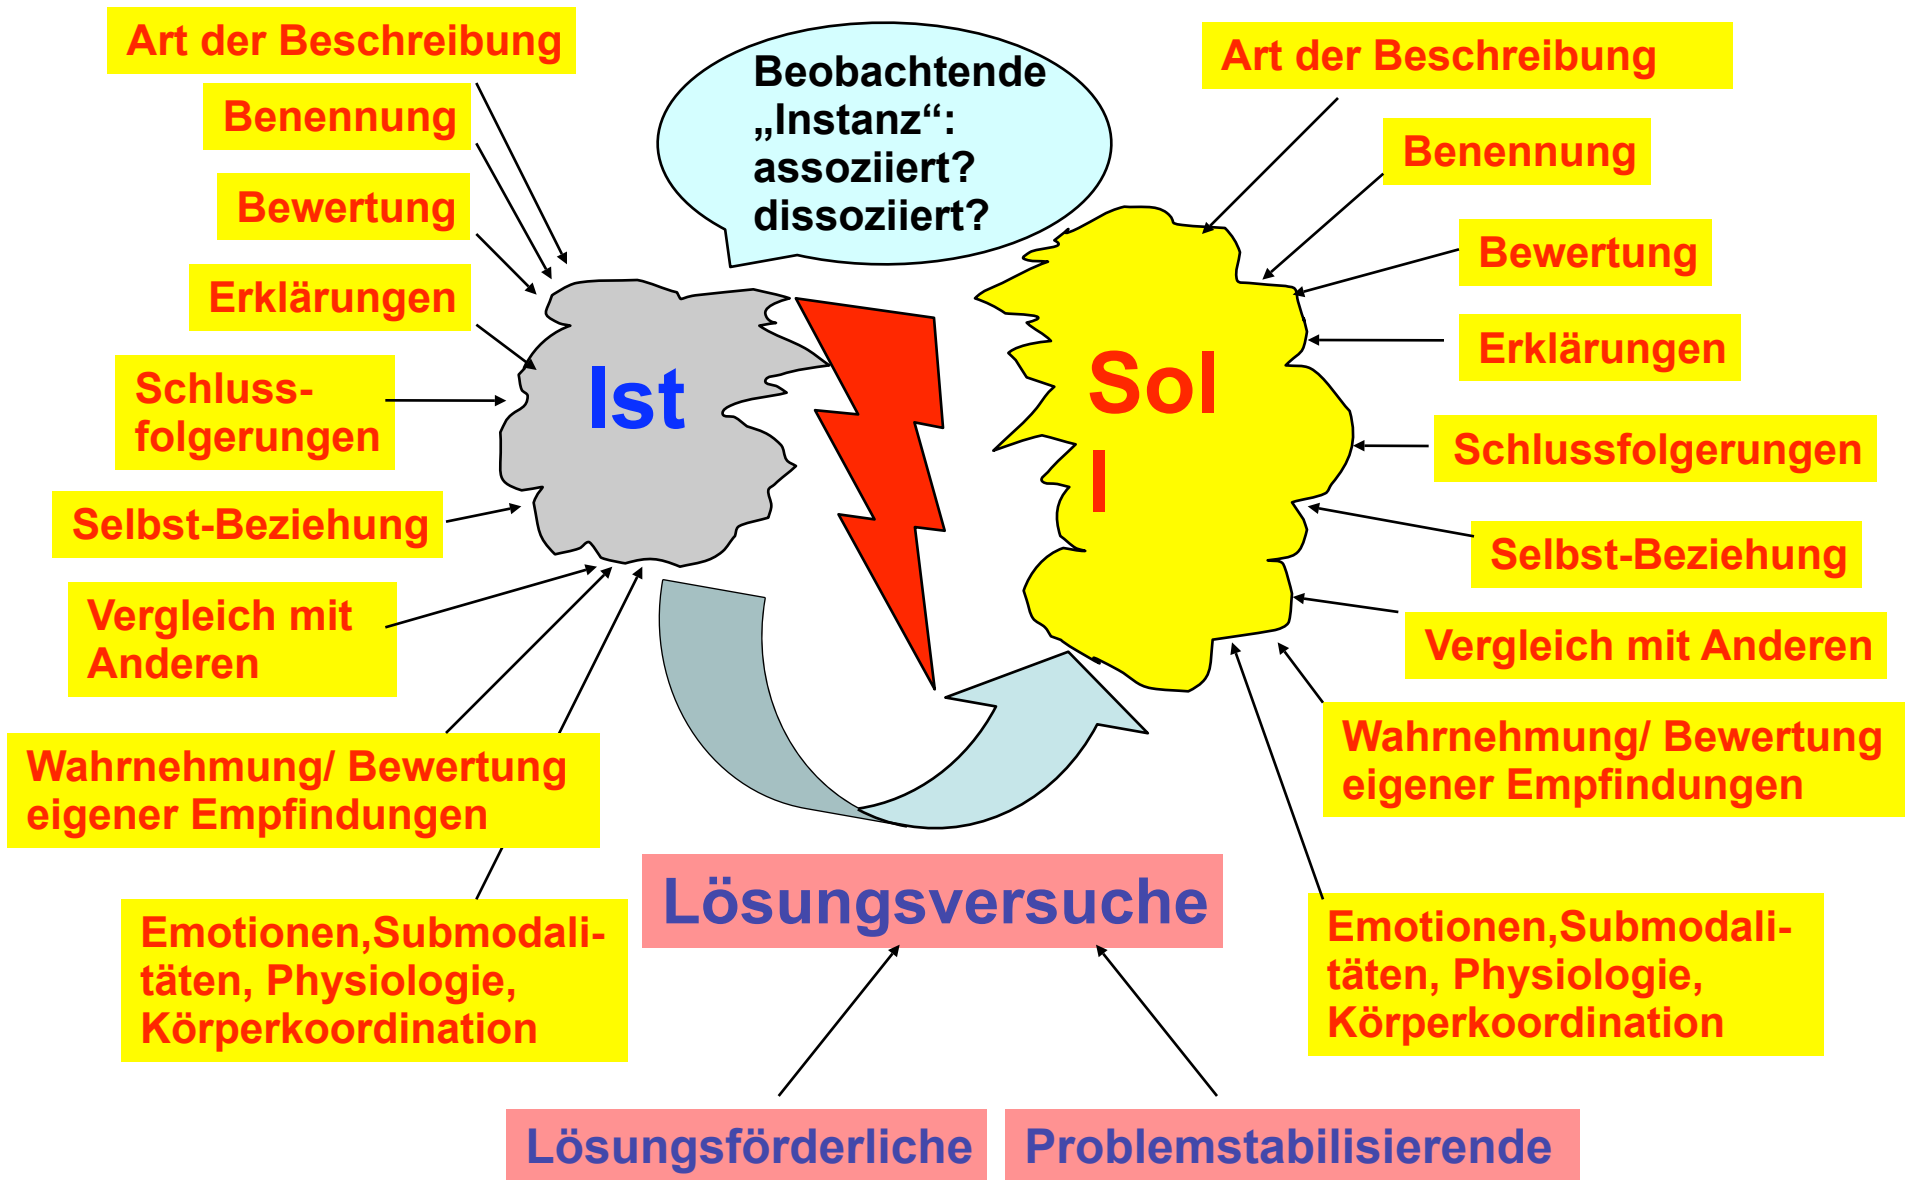 Art der Beschreibung
Benennung
Bewertung
Erklärungen
Schluss-
folgerungen
Selbst-Beziehung
Vergleich mit
Anderen
Wahrnehmung/ Bewertung
eigener Empfindungen
Emotionen,Submodali-
täten, Physiologie,
Körperkoordination
Ist
Beobachtende
„Instanz“:
assoziiert?
dissoziiert?
Sol
l
Art der Beschreibung
Benennung
Bewertung
Erklärungen
Schlussfolgerungen
Selbst-Beziehung
Vergleich mit Anderen
Wahrnehmung/ Bewertung
eigener Empfindungen
Emotionen,Submodali-
täten, Physiologie,
Körperkoordination
Lösungsversuche
Lösungsförderliche
Problemstabilisierende